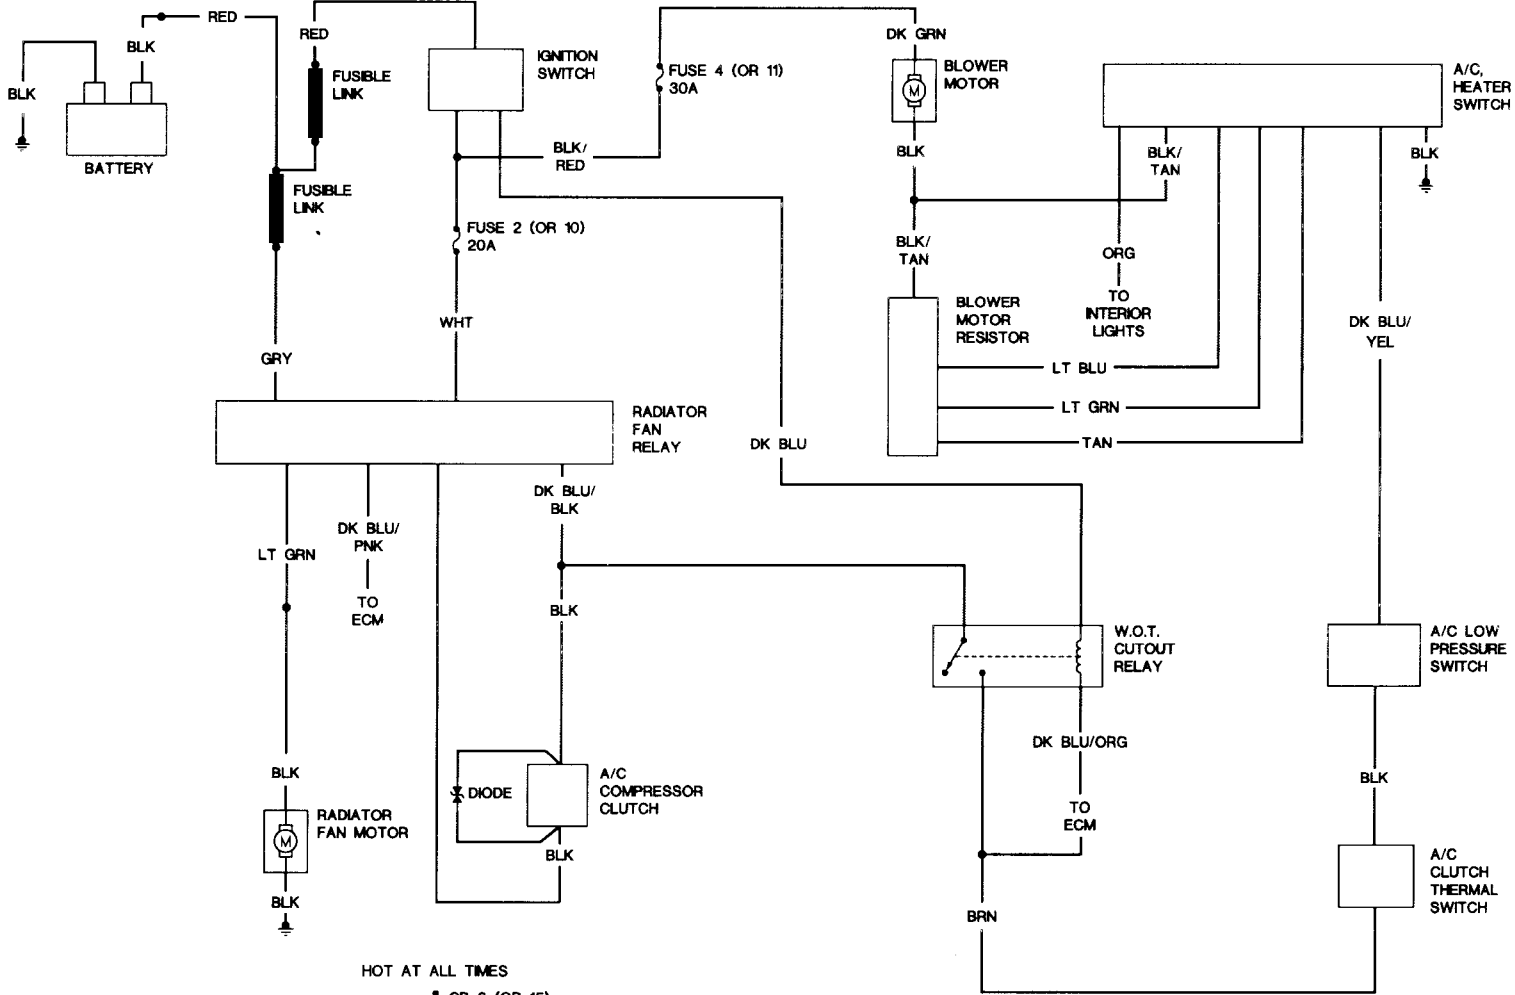 RED
BLK
BLK
BATTERY
RED
FUSIBLE
LINK
FUSIBLE
LINK
IGNITION
SWITCH
BLK/
RED
FUSE 4 (OR 11)
30A
FUSE 2 (OR 10)
20A
DK GRN
BLOWER
MOTOR
M
BLK
BLK/
TAN
A/C,
HEATER
SWITCH
BLK/
TAN
BLK
ORG
TO
INTERIOR
LIGHTS
BLOWER
MOTOR
RESISTOR
LT BLU
LT GRN
TAN
DK BLU/
YEL
WHT
GRY
RADIATOR
FAN
RELAY
DK BLU
DK BLU/
BLK
DK BLU/
PNK
LT GRN
TO
ECM
BLK
W.O.T.
CUTOUT
RELAY
A/C LOW
PRESSURE
SWITCH
DK BLU/ORG
BLK
BLK
DIODE
A/C
COMPRESSOR
CLUTCH
TO
ECM
RADIATOR
FAN MOTOR
M
BLK
BLK
A/C
CLUTCH
THERMAL
SWITCH
BRN
HOT AT ALL TIMES